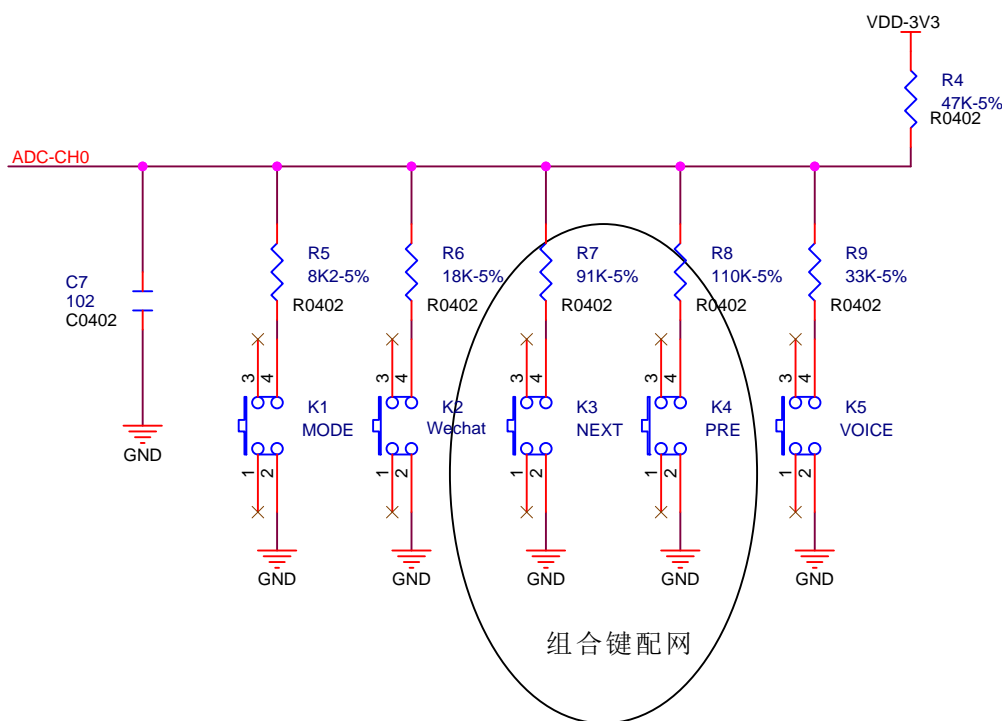 VDD-3V3
R4
47K-5%
R0402
ADC-CH0
C7
102
C0402
GND
R5
8K2-5%
R0402
3
4
K1
MODE
1
2
GND
R6
18K-5%
R0402
3
4
K2
Wechat
1
2
GND
R7
91K-5%
R0402
3
4
K3
NEXT
1
2
GND
R8
110K-5%
R0402
3
4
K4
PRE
1
2
GND
R9
33K-5%
R0402
3
4
K5
VOICE
1
2
GND
组合键配网